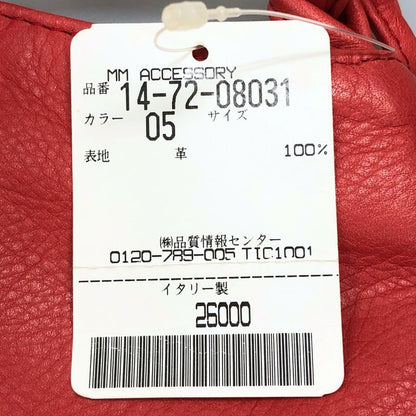 MM ACCESSORY
品番 14-72-08031
カラー 05 サイズ
表地 革 100%
㈱品質情報センター
0120-789-005 TIC1001
イタリー製
26000